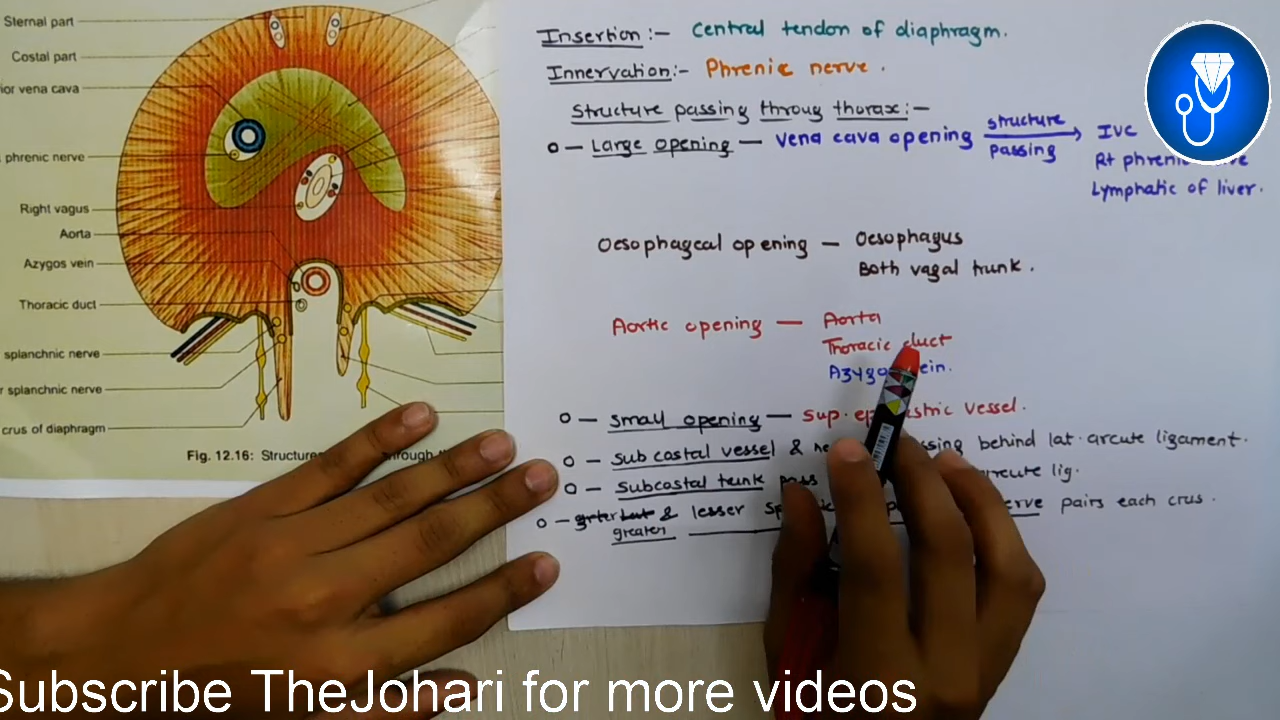 Sternal part
Costal part
ior vena cava
phrenic nerve
Right vagus
Aorta
Azygos vein
Thoracic duct
splanchnic nerve
r splanchnic nerve
crus of diaphragm
Fig. 12.16: Structures through
Insertion :- Central tendon of diaphragm.
Innervation:- Phrenic nerve .
Structure passing throug thorax :-
o - Large opening - vena cava opening structure passing IVC
Rt phrenic
Lymphatic of liver.
Oesophageal opening - Oesophagus
Both vagal trunk .
Aortic opening - Aorta
Thoracic duct
Azygo ein.
o - small opening - sup. ep stric vessel.
o - sub costal vessel & ne ssing behind lat. arcute ligament.
o - subcostal trunk pass arcute lig.
o - grter & lesser sp ic p erve pairs each crus .
greater
Subscribe TheJohari for more videos